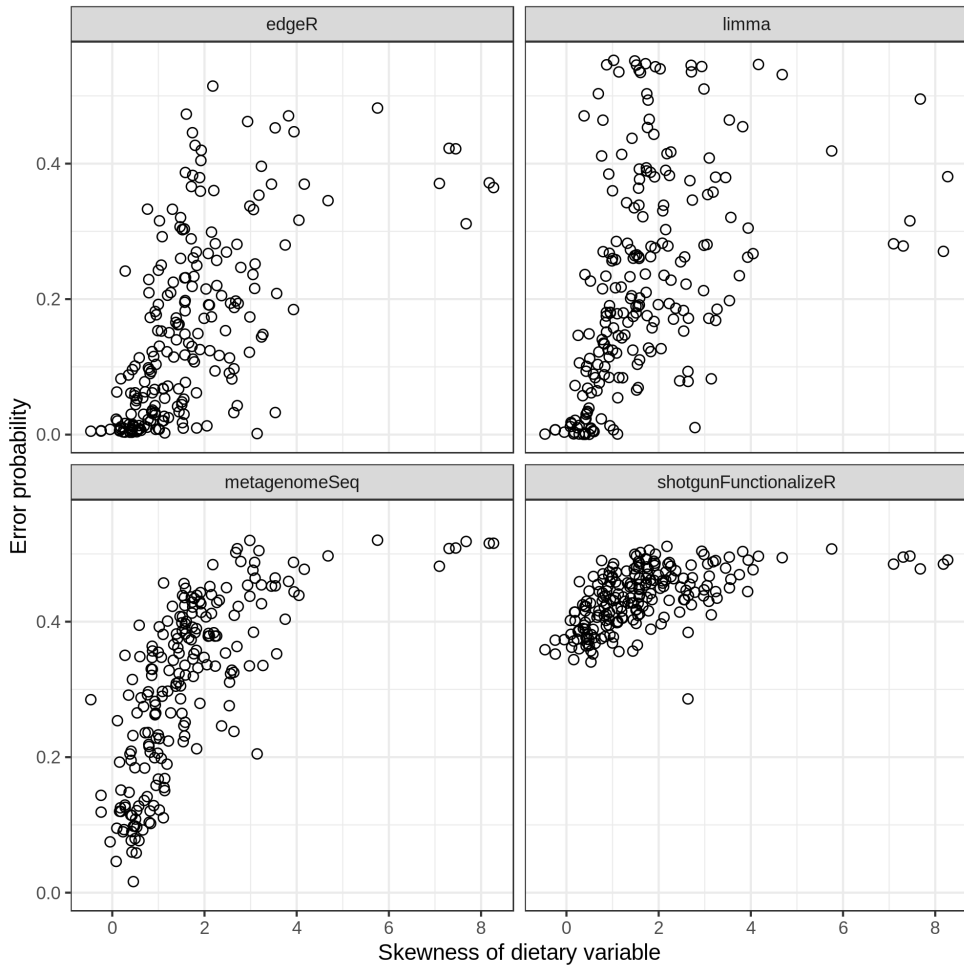 edgeR
limma
0.4
0.2
0.0
metagenomeSeq
shotgunFunctionalizeR
0.4
0.2
0.0
0 2 4 6 8
0 2 4 6 8
Error probability
Skewness of dietary variable